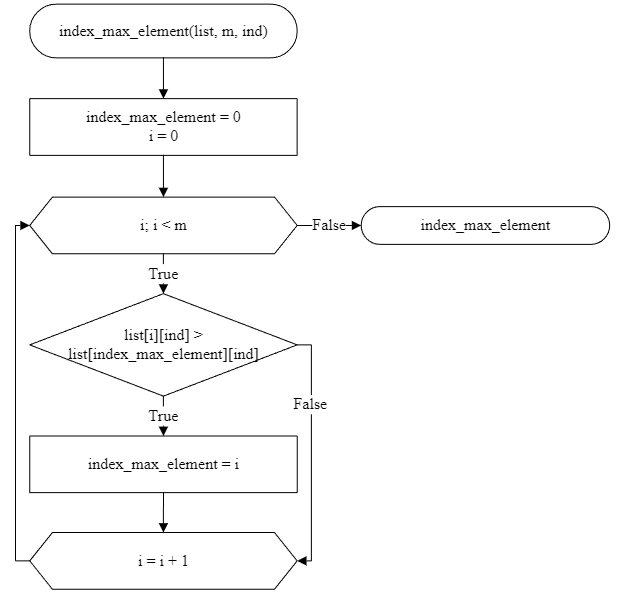 index_max_element(list, m, ind)
index_max_element = 0
i = 0
i; i < m
False
index_max_element
True
list[i][ind] >
list[index_max_element][ind]
False
True
index_max_element = i
i = i + 1